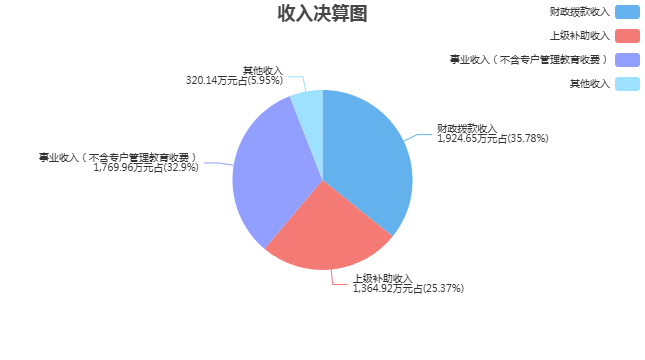 收入决算图
财政拨款收入
上级补助收入
事业收入（不含专户管理教育收费）
其他收入
其他收入
320.14万元占(5.95%)
财政拨款收入
1,924.65万元占(35.78%)
事业收入（不含专户管理教育收费）
1,769.96万元占(32.9%)
上级补助收入
1,364.92万元占(25.37%)